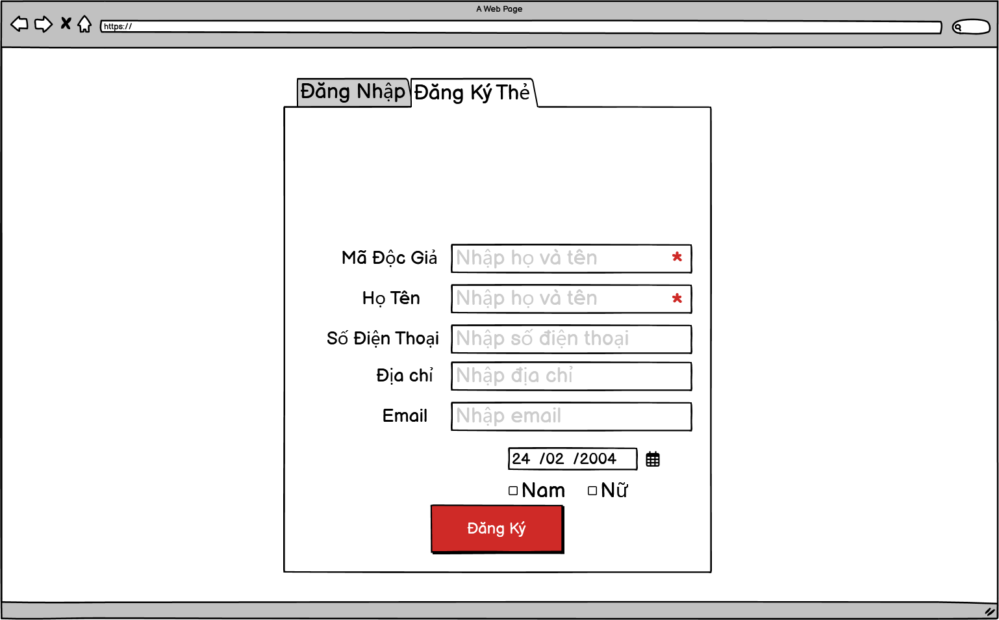 A Web Page
https://
Đăng Nhập
Đăng Ký Thẻ
Mã Độc Giả
Nhập họ và tên *
Họ Tên
Nhập họ và tên *
Số Điện Thoại
Nhập số điện thoại
Địa chỉ
Nhập địa chỉ
Email
Nhập email
24 /02 /2004
Nam
Nữ
Đăng Ký